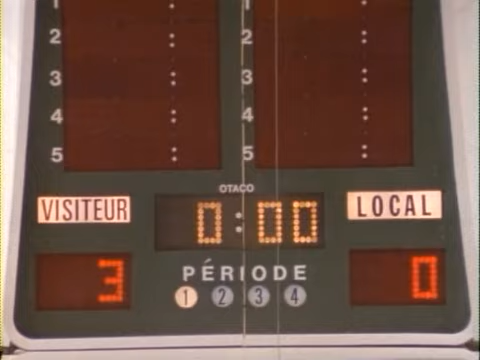 1 1
2 : 2 :
3 : 3 :
4 : 4 :
5 : 5 :
OTACO
VISITEUR 0:00 LOCAL
3 PÉRIODE 0
1 2 3 4